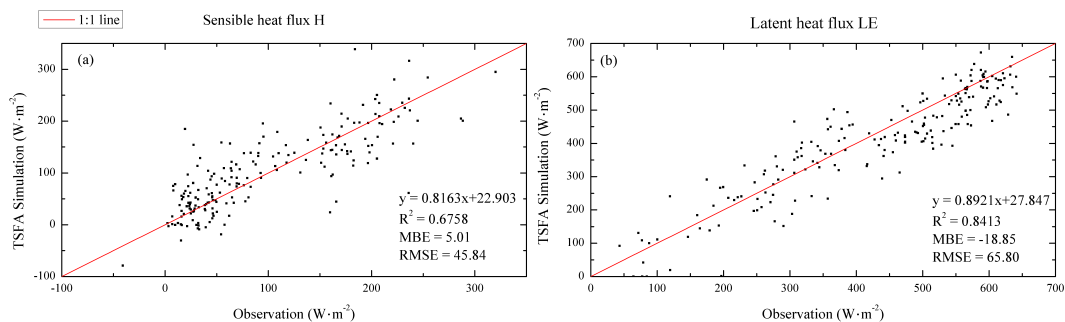 1:1 line
Sensible heat flux H
Latent heat flux LE
(a)
TSFA Simulation (W·m-2)
300
200
100
0
-100
y = 0.8163x+22.903
R2 = 0.6758
MBE = 5.01
RMSE = 45.84
-100 0 100 200 300
Observation (W·m-2)
(b)
TSFA Simulation (W·m-2)
700
600
500
400
300
200
100
0
y = 0.8921x+27.847
R2 = 0.8413
MBE = -18.85
RMSE = 65.80
0 100 200 300 400 500 600 700
Observation (W·m-2)